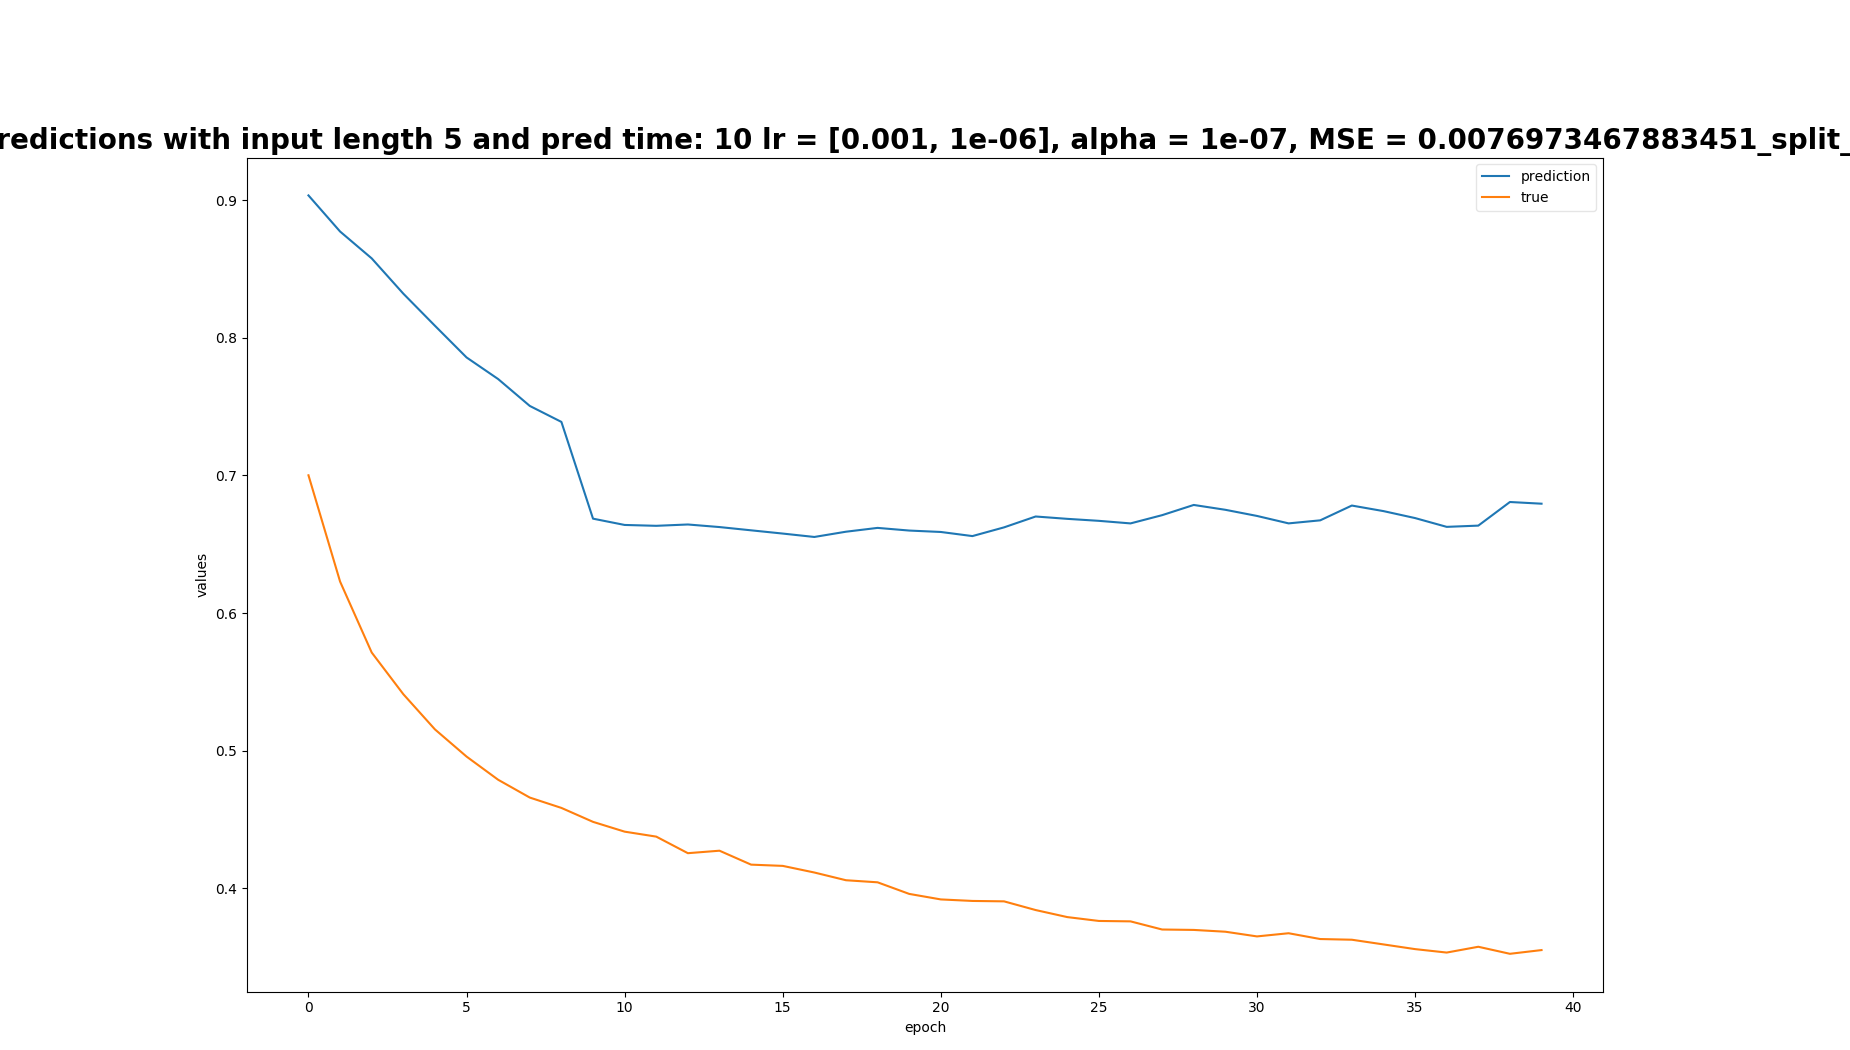 redictions with input length 5 and pred time: 10 lr = [0.001, 1e-06], alpha = 1e-07, MSE = 0.0076973467883451_split_
prediction
true
0.9
0.8
0.7
0.6
0.5
0.4
values
0 5 10 15 20 25 30 35 40
epoch